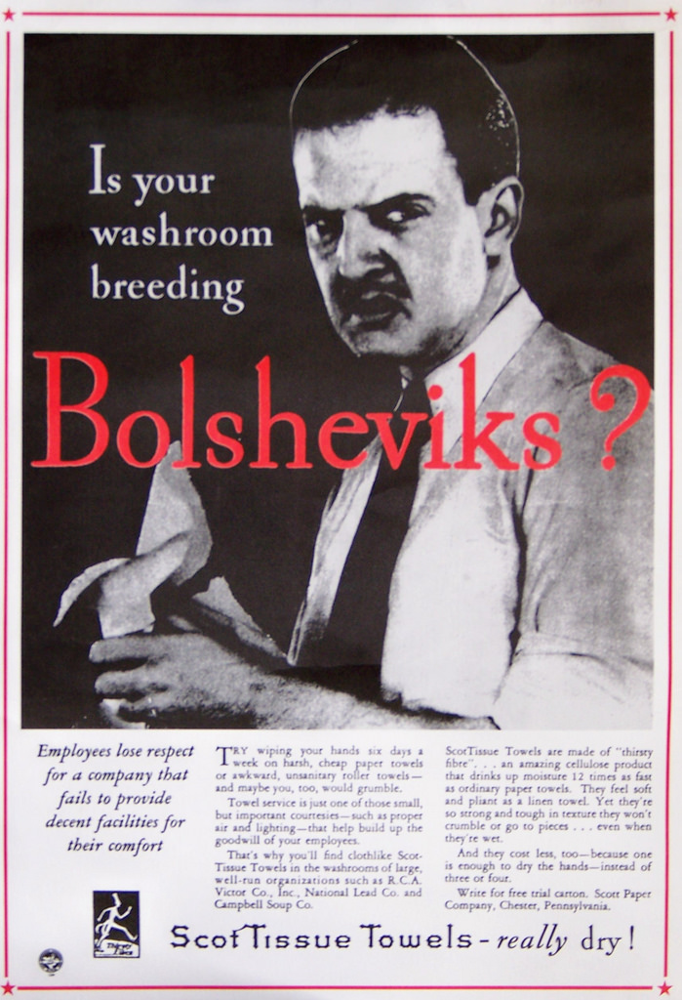 Is your
washroom
breeding
Bolsheviks ?
Employees lose respect
for a company that
fails to provide
decent facilities for
their comfort
TRY wiping your hands six days a
week on harsh, cheap paper towels
or awkward, unsanitary roller towels—
and maybe you, too, would grumble.
Towel service is just one of those small,
but important courtesies—such as proper
air and lighting—that help build up the
goodwill of your employees.
That's why you'll find clothlike Scot-
Tissue Towels in the washrooms of large,
well-run organizations such as R.C.A.
Victor Co., Inc., National Lead Co. and
Campbell Soup Co.
ScotTissue Towels are made of "thirsty
fibre" . . . an amazing cellulose product
that drinks up moisture 12 times as fast
as ordinary paper towels. They feel soft
and pliant as a linen towel. Yet they're
so strong and tough in texture they won't
crumble or go to pieces . . . even when
they're wet.
And they cost less, too—because one
is enough to dry the hands—instead of
three or four.
Write for free trial carton. Scott Paper
Company, Chester, Pennsylvania.
Thirsty
Fibre
ScotTissue Towels - really dry!